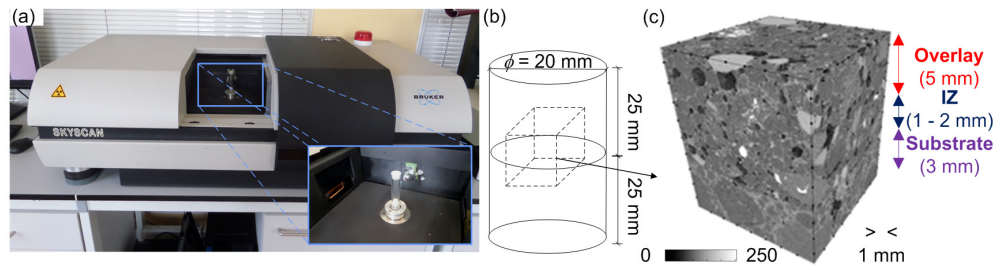 (a)
SKYSCAN
BRUKER
(b)
ϕ = 20 mm
25 mm
25 mm
(c)
Overlay
(5 mm)
IZ
(1 - 2 mm)
Substrate
(3 mm)
0 250
> <
1 mm